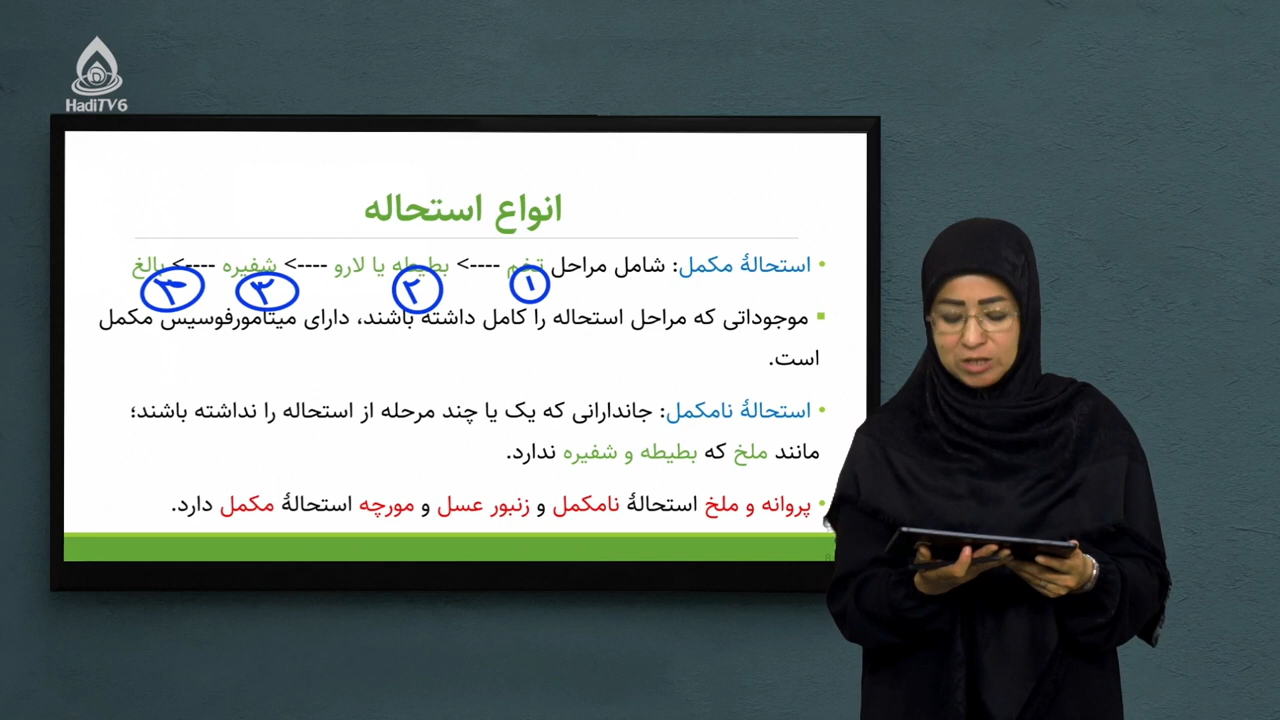 HadiTV6
انواع استحاله
• استحالهٔ مکمل: شامل مراحل تخم ----> بطیطه یا لارو ----> شفیره ----> بالغ
۱ ۲ ۳ ۴
▪ موجوداتی که مراحل استحاله را کامل داشته باشند، دارای میتامورفوسیس مکمل
است.
• استحالهٔ نامکمل: جاندارانی که یک یا چند مرحله از استحاله را نداشته باشند؛
مانند ملخ که بطیطه و شفیره ندارد.
• پروانه و ملخ استحالهٔ نامکمل و زنبور عسل و مورچه استحالهٔ مکمل دارد.
8